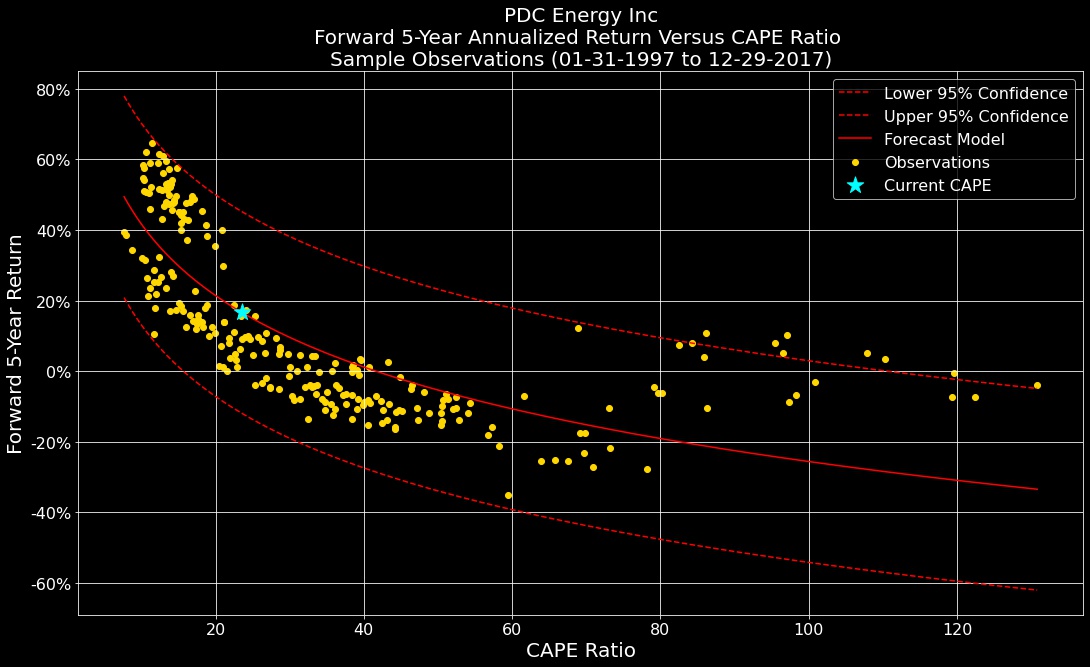 PDC Energy Inc
Forward 5-Year Annualized Return Versus CAPE Ratio
Sample Observations (01-31-1997 to 12-29-2017)
Lower 95% Confidence
Upper 95% Confidence
Forecast Model
Observations
Current CAPE
Forward 5-Year Return
80%
60%
40%
20%
0%
-20%
-40%
-60%
20 40 60 80 100 120
CAPE Ratio